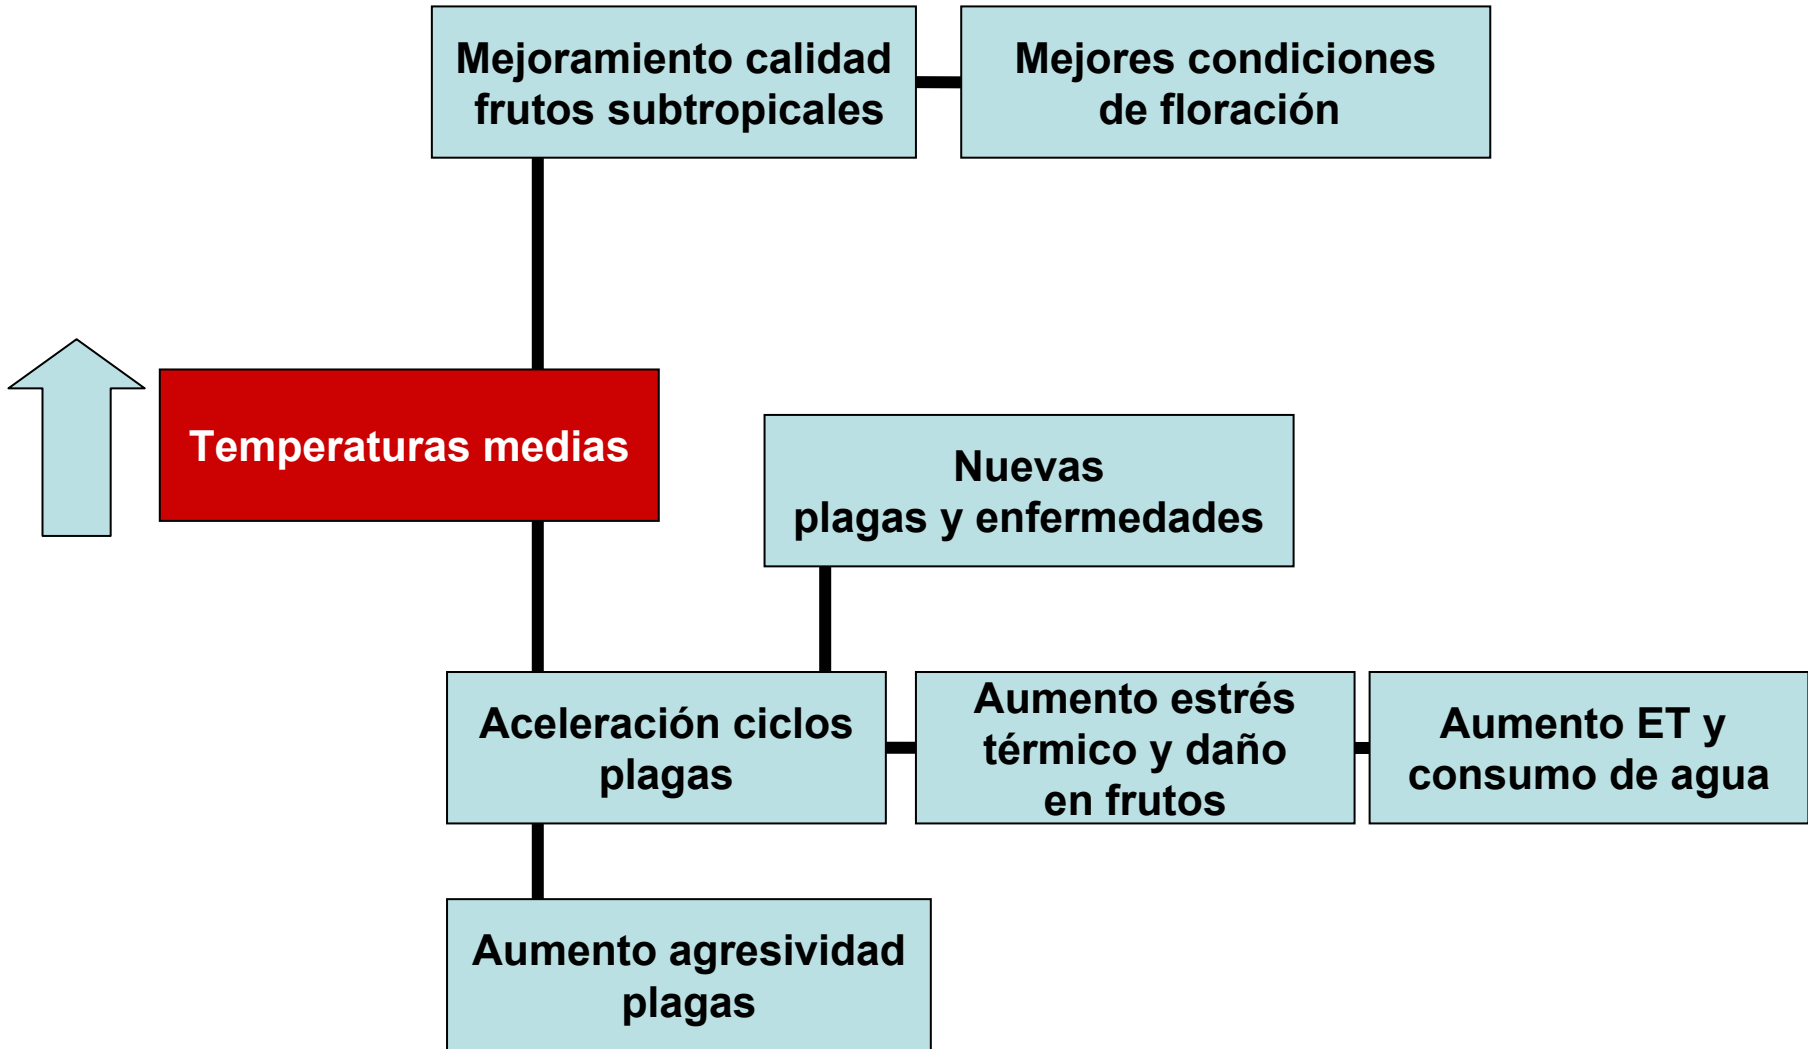 Mejoramiento calidad
frutos subtropicales
Mejores condiciones
de floración
Temperaturas medias
Nuevas
plagas y enfermedades
Aceleración ciclos
plagas
Aumento estrés
térmico y daño
en frutos
Aumento ET y
consumo de agua
Aumento agresividad
plagas